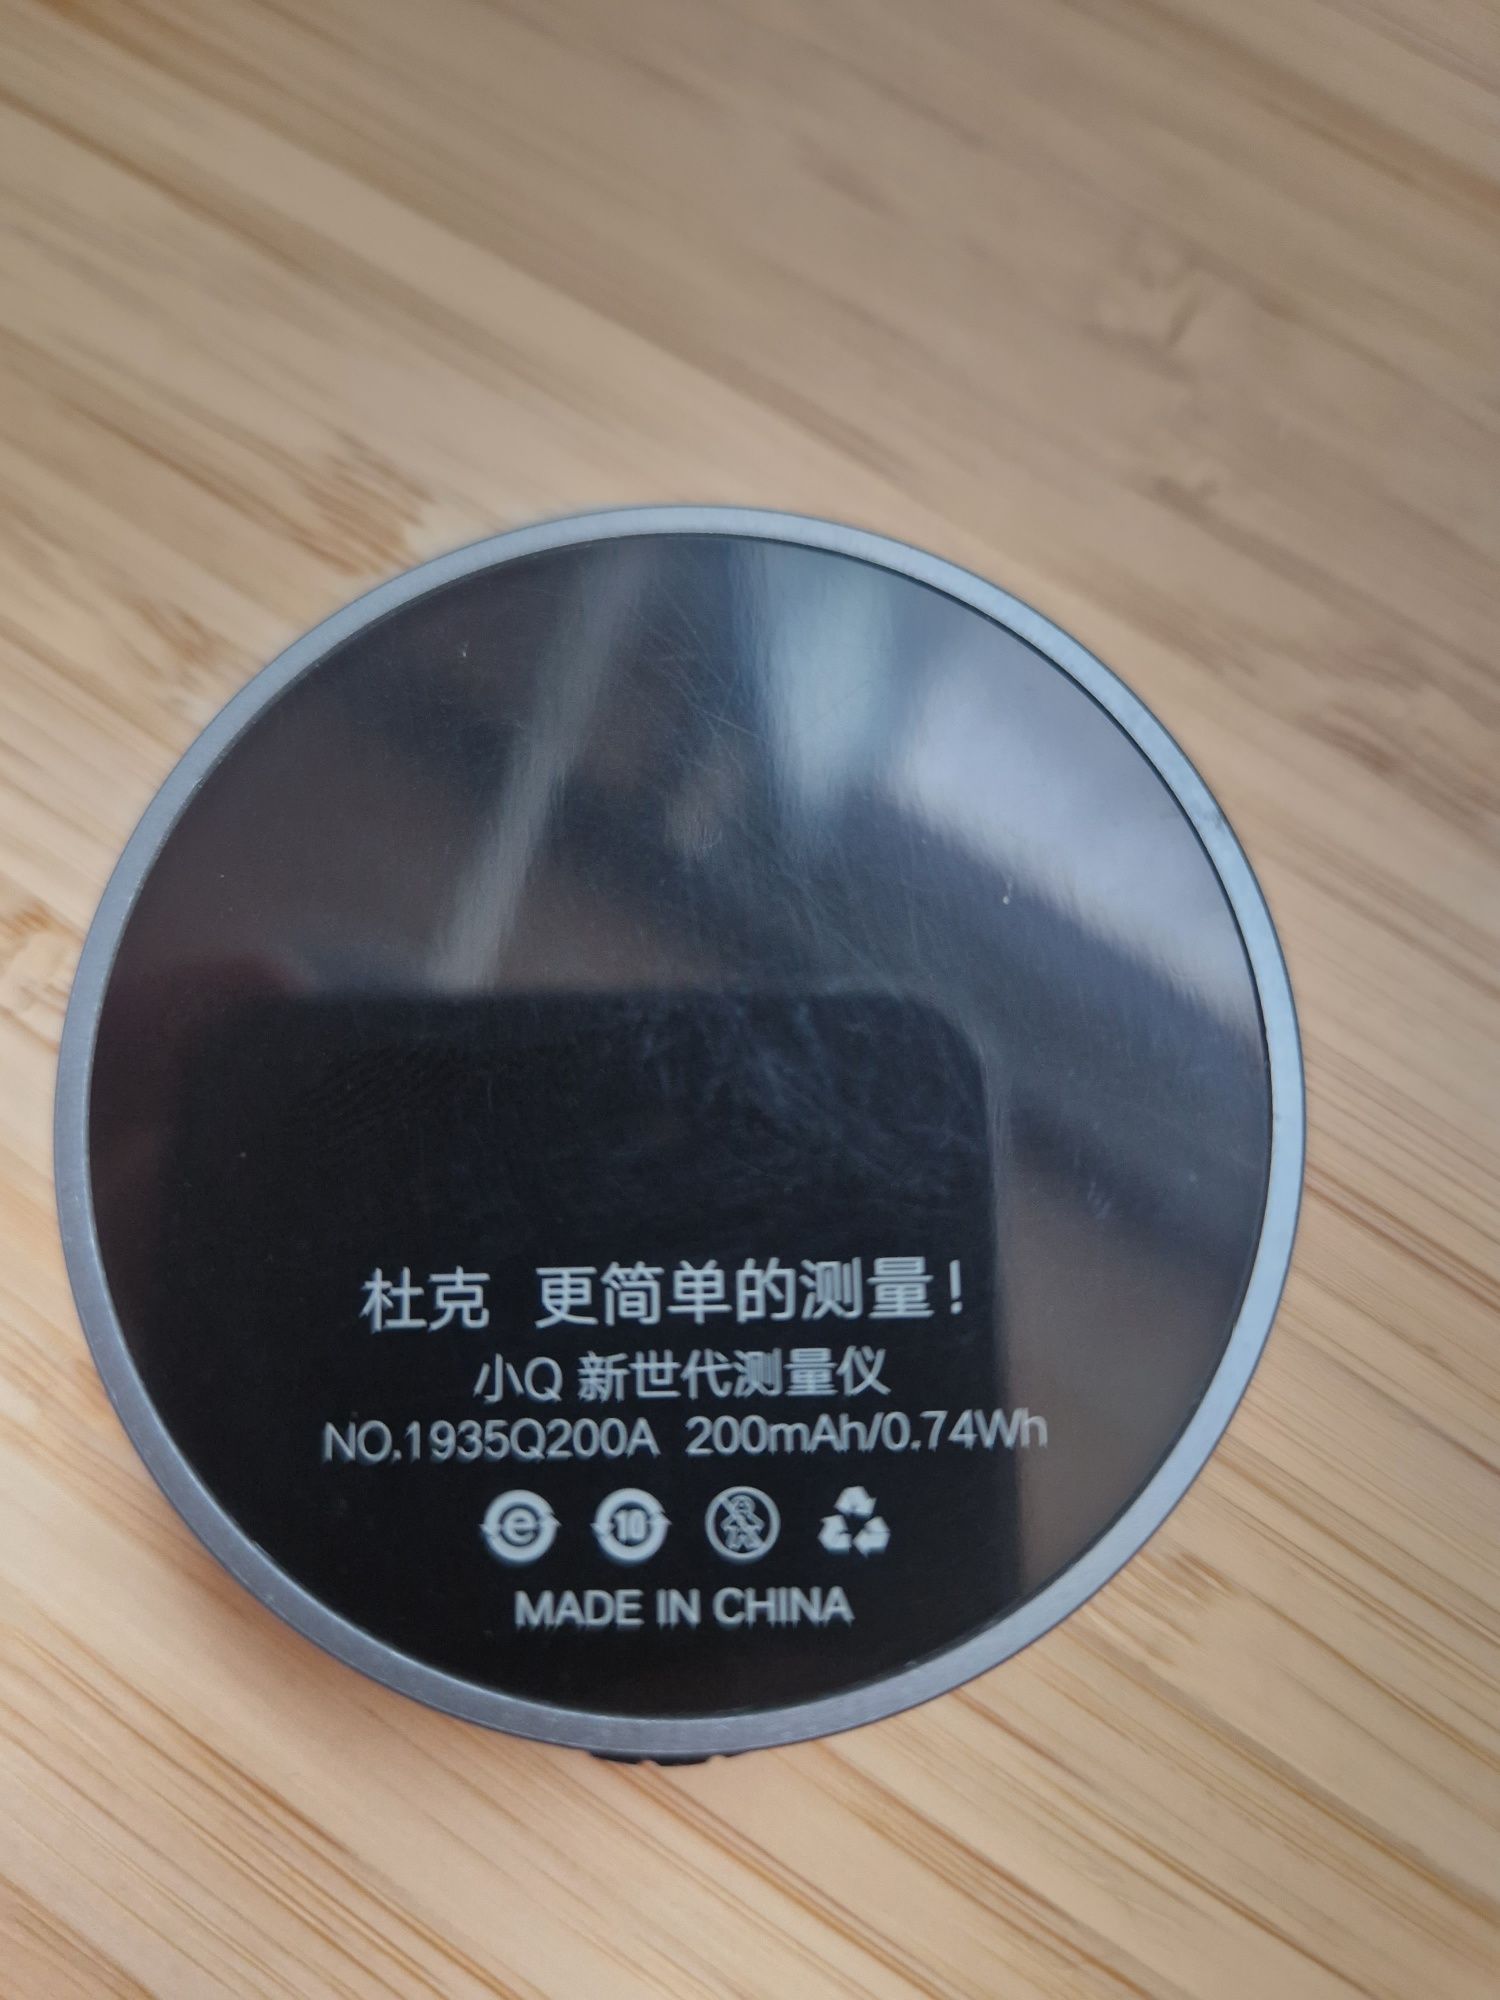 杜克 更简单的测量!
小Q 新世代测量仪
NO.1935Q200A 200mAh/0.74Wh
e 10
MADE IN CHINA